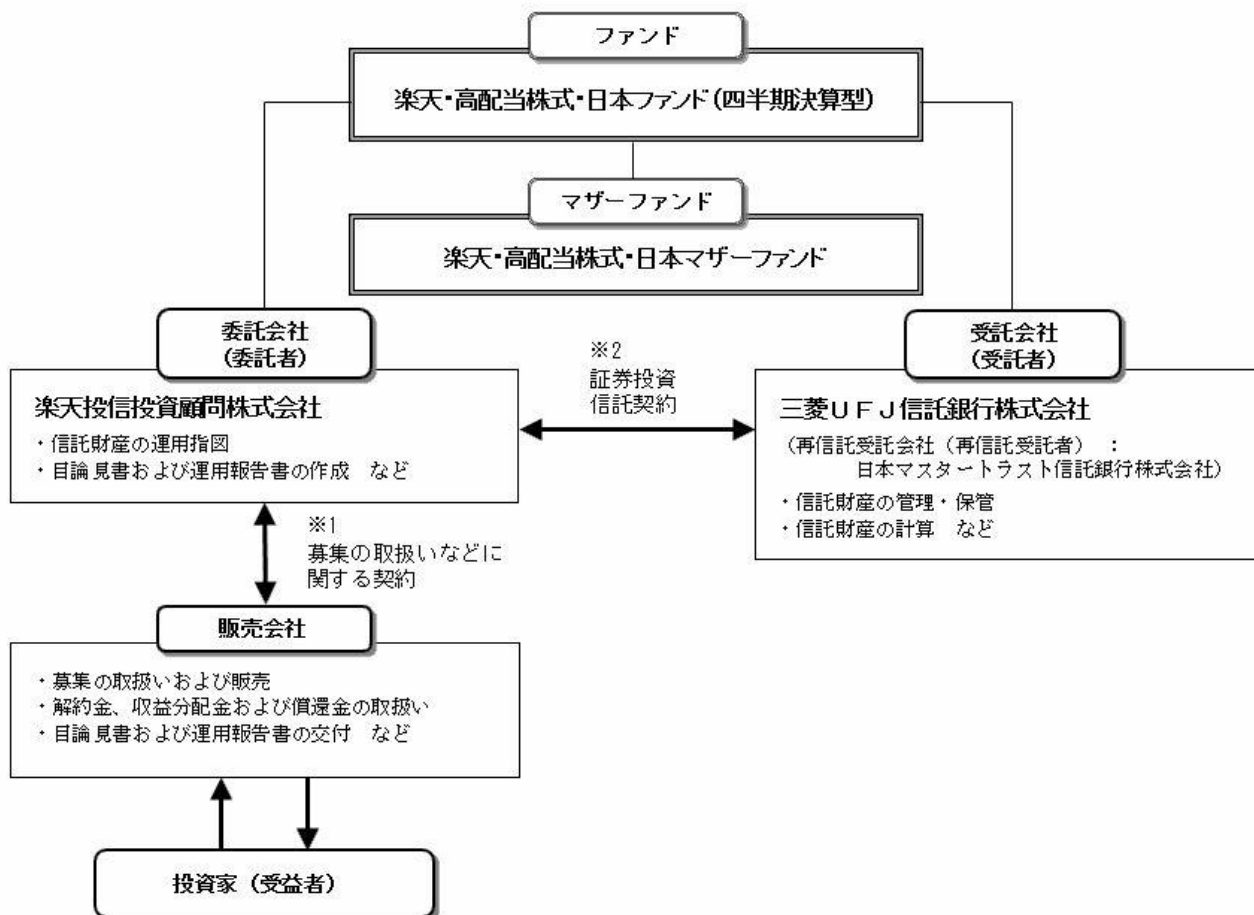 ファンド
楽天・高配当株式・日本ファンド(四半期決算型)
マザーファンド
楽天・高配当株式・日本マザーファンド
委託会社
(委託者)
楽天投信投資顧問株式会社
・信託財産の運用指図
・目論見書および運用報告書の作成　など
※2
証券投資
信託契約
受託会社
(受託者)
三菱UFJ信託銀行株式会社
(再信託受託会社(再信託受託者)　：
日本マスタートラスト信託銀行株式会社)
・信託財産の管理・保管
・信託財産の計算　など
※1
募集の取扱いなどに
関する契約
販売会社
・募集の取扱いおよび販売
・解約金、収益分配金および償還金の取扱い
・目論見書および運用報告書の交付　など
投資家(受益者)